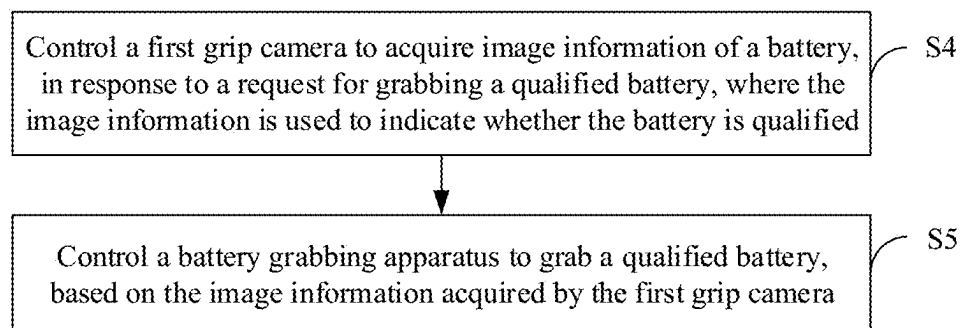 Control a first grip camera to acquire image information of a battery,
in response to a request for grabbing a qualified battery, where the
image information is used to indicate whether the battery is qualified
S4
Control a battery grabbing apparatus to grab a qualified battery,
based on the image information acquired by the first grip camera
S5